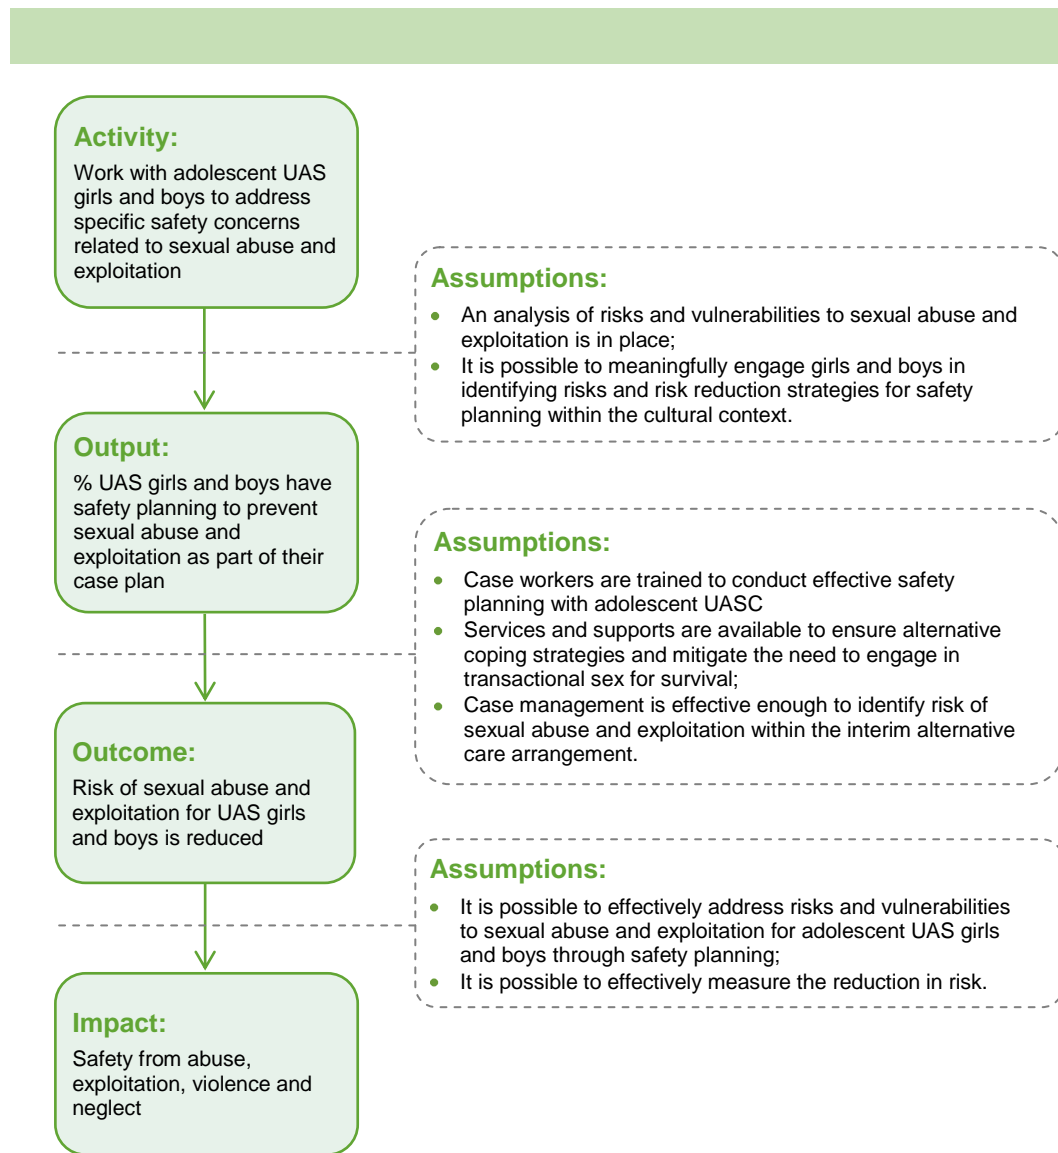 Activity:
Work with adolescent UAS
girls and boys to address
specific safety concerns
related to sexual abuse and
exploitation
Assumptions:
• An analysis of risks and vulnerabilities to sexual abuse and
exploitation is in place;
• It is possible to meaningfully engage girls and boys in
identifying risks and risk reduction strategies for safety
planning within the cultural context.
Output:
% UAS girls and boys have
safety planning to prevent
sexual abuse and
exploitation as part of their
case plan
Assumptions:
• Case workers are trained to conduct effective safety
planning with adolescent UASC
• Services and supports are available to ensure alternative
coping strategies and mitigate the need to engage in
transactional sex for survival;
• Case management is effective enough to identify risk of
sexual abuse and exploitation within the interim alternative
care arrangement.
Outcome:
Risk of sexual abuse and
exploitation for UAS girls
and boys is reduced
Assumptions:
• It is possible to effectively address risks and vulnerabilities
to sexual abuse and exploitation for adolescent UAS girls
and boys through safety planning;
• It is possible to effectively measure the reduction in risk.
Impact:
Safety from abuse,
exploitation, violence and
neglect